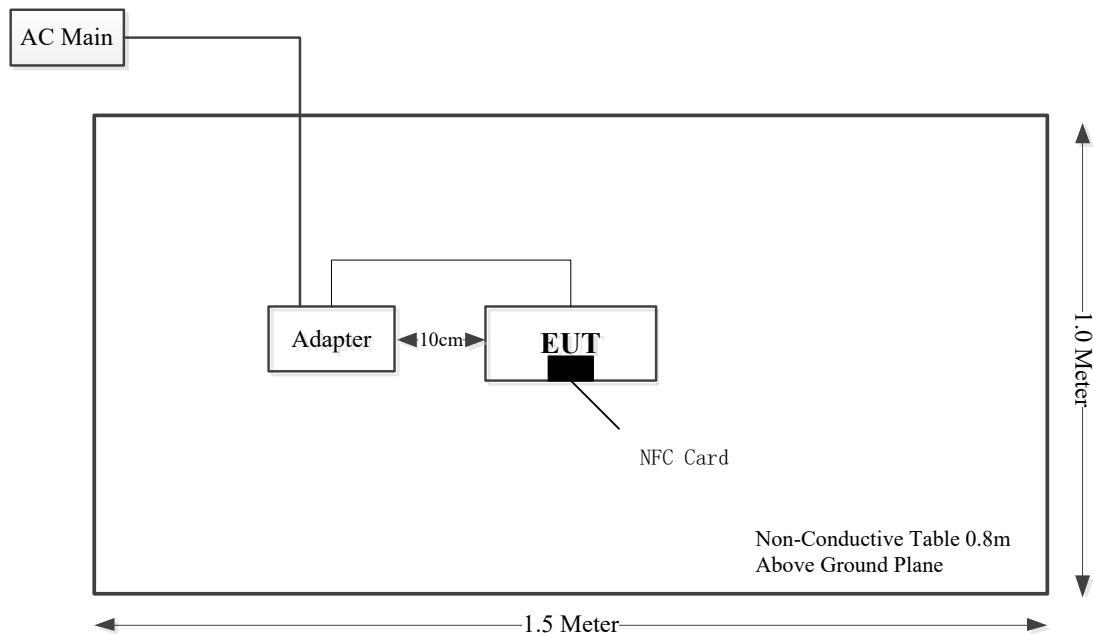 AC Main
Adapter
10cm
EUT
NFC Card
1.0 Meter
Non-Conductive Table 0.8m
Above Ground Plane
1.5 Meter